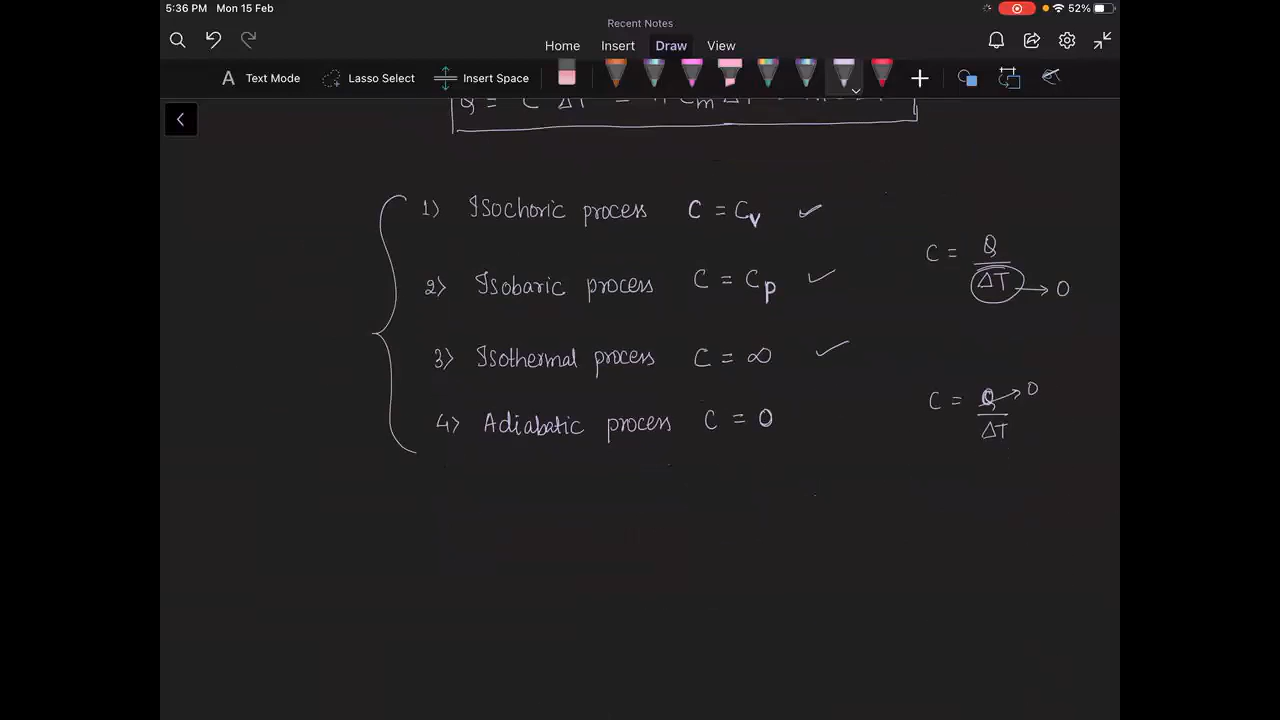 5:36 PM Mon 15 Feb
52%
Recent Notes
Home Insert Draw View
A Text Mode Lasso Select Insert Space
Q = C ΔT =
1) Isochoric process C = Cv ✓
2) Isobaric process C = Cp ✓
C = Q / ΔT → 0
3) Isothermal process C = ∞ ✓
4) Adiabatic process C = 0
C = Q → 0 / ΔT